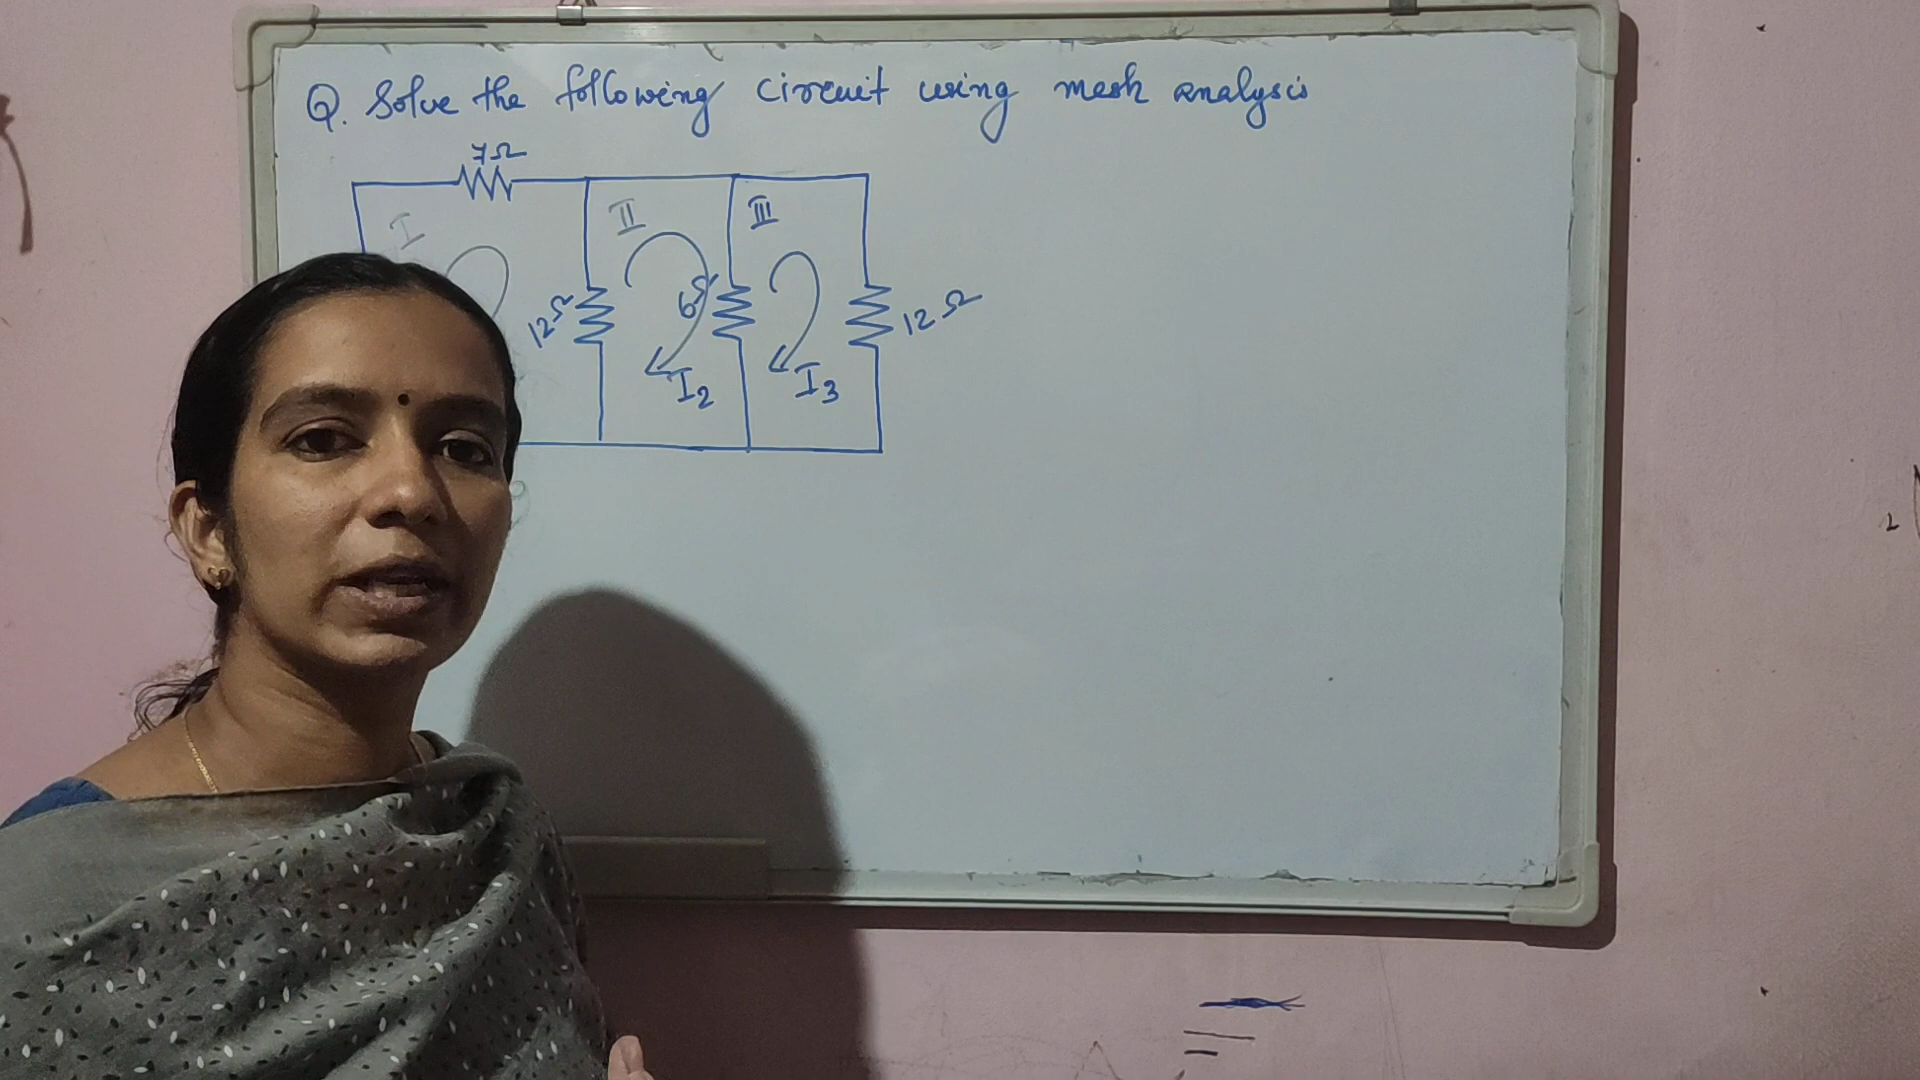 Q. Solve the following circuit using mesh analysis
7Ω
I II III
12Ω 6Ω 12Ω
I2 I3